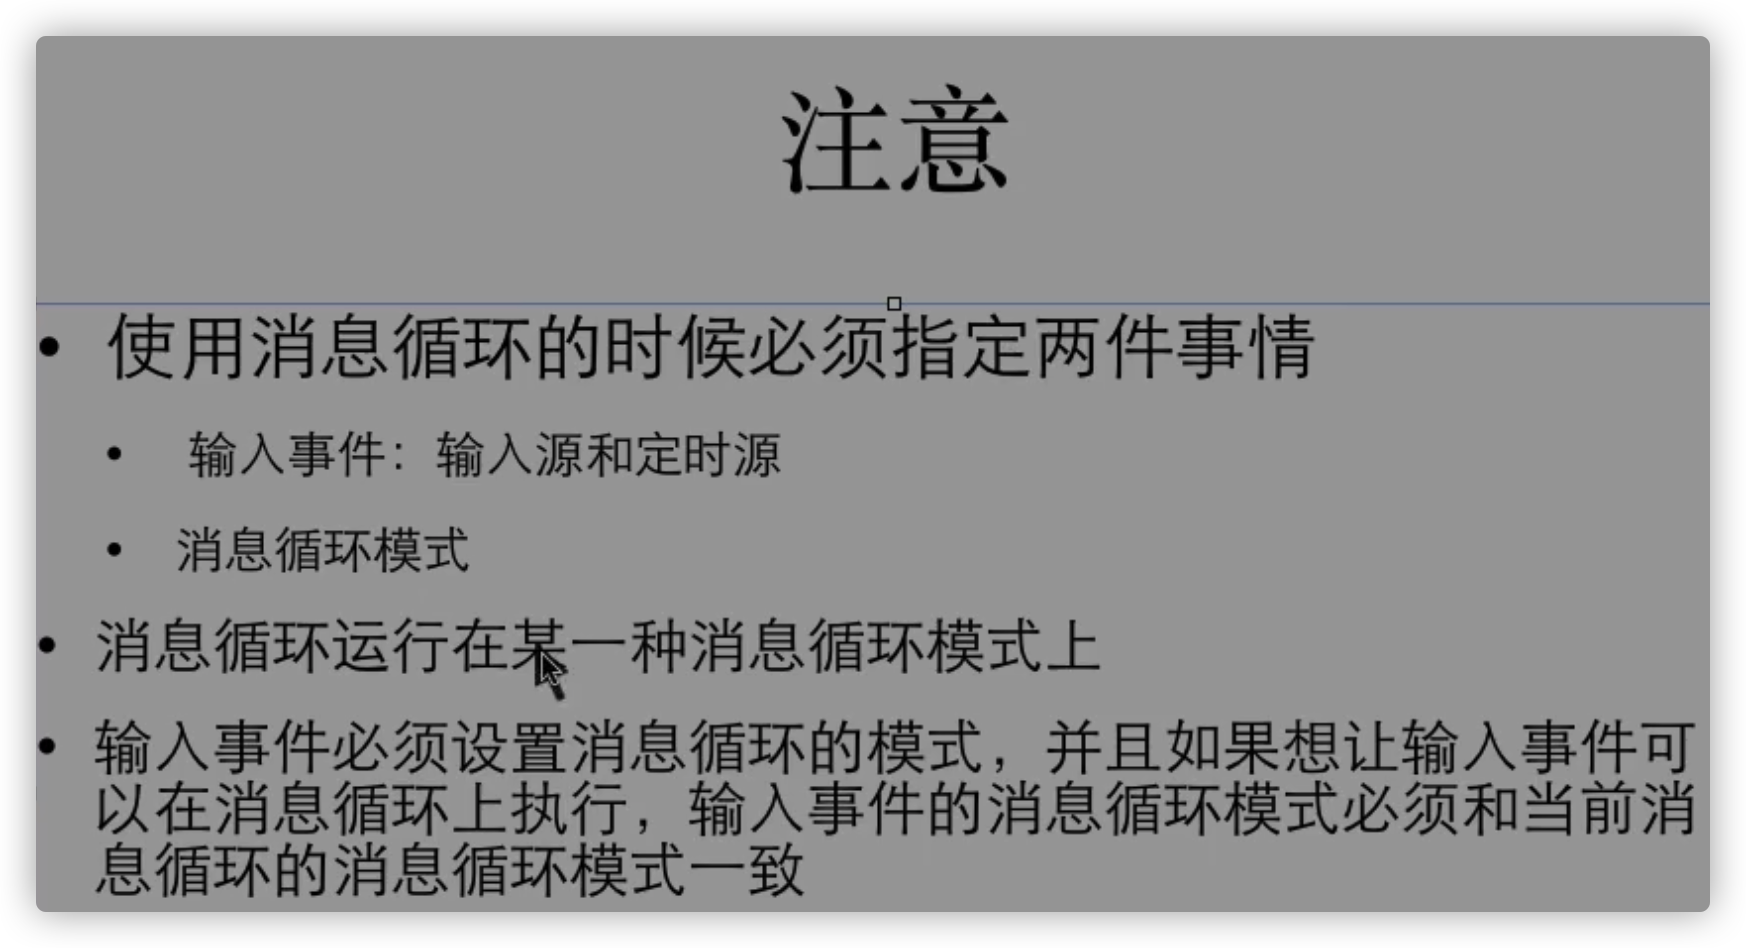 注意
• 使用消息循环的时候必须指定两件事情
• 输入事件：输入源和定时源
• 消息循环模式
• 消息循环运行在某一种消息循环模式上
• 输入事件必须设置消息循环的模式，并且如果想让输入事件可
以在消息循环上执行，输入事件的消息循环模式必须和当前消
息循环的消息循环模式一致